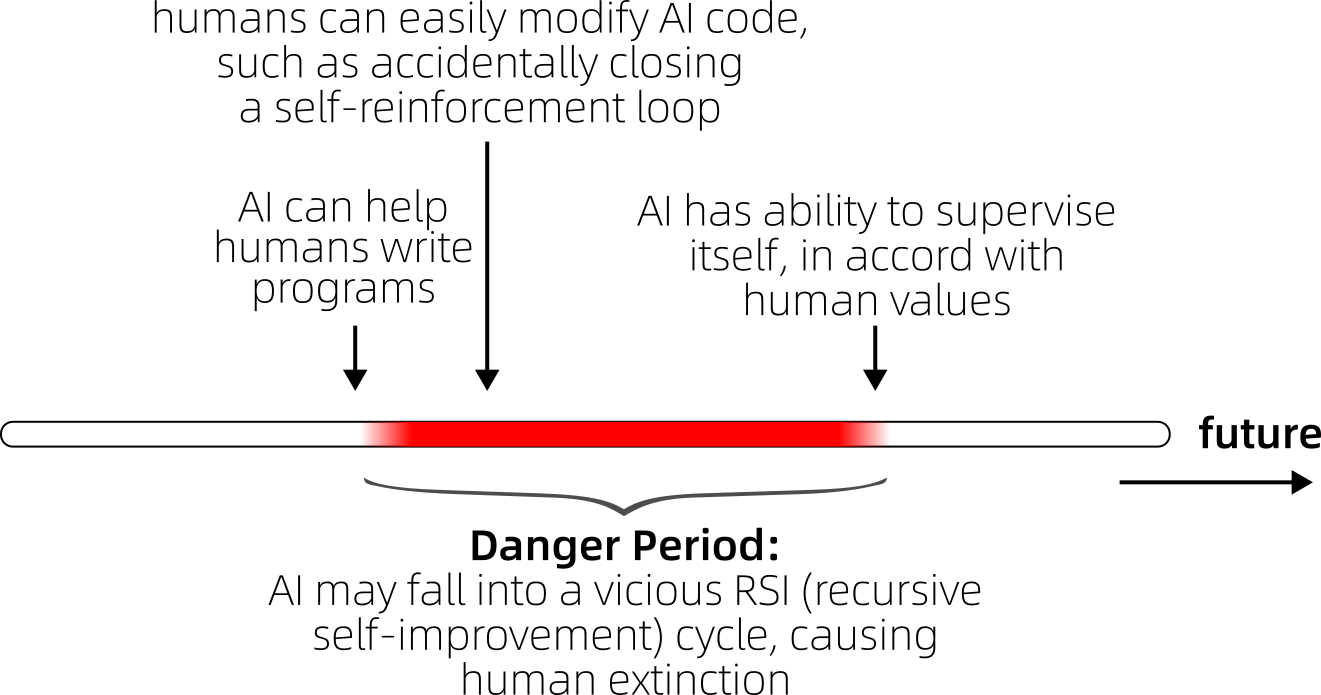 humans can easily modify AI code,
such as accidentally closing
a self-reinforcement loop
AI can help
humans write
programs
AI has ability to supervise
itself, in accord with
human values
future
Danger Period:
AI may fall into a vicious RSI (recursive
self-improvement) cycle, causing
human extinction